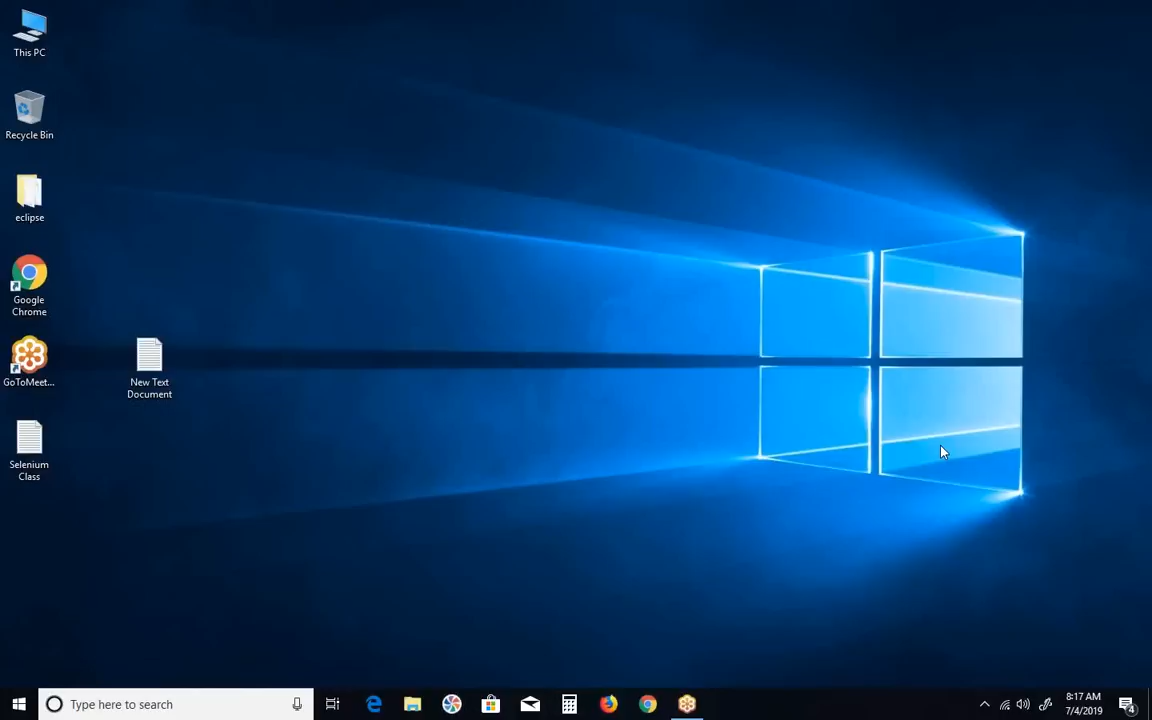 This PC
Recycle Bin
eclipse
Google
Chrome
GoToMeet...
New Text
Document
Selenium
Class
Type here to search
8:17 AM
7/4/2019
4